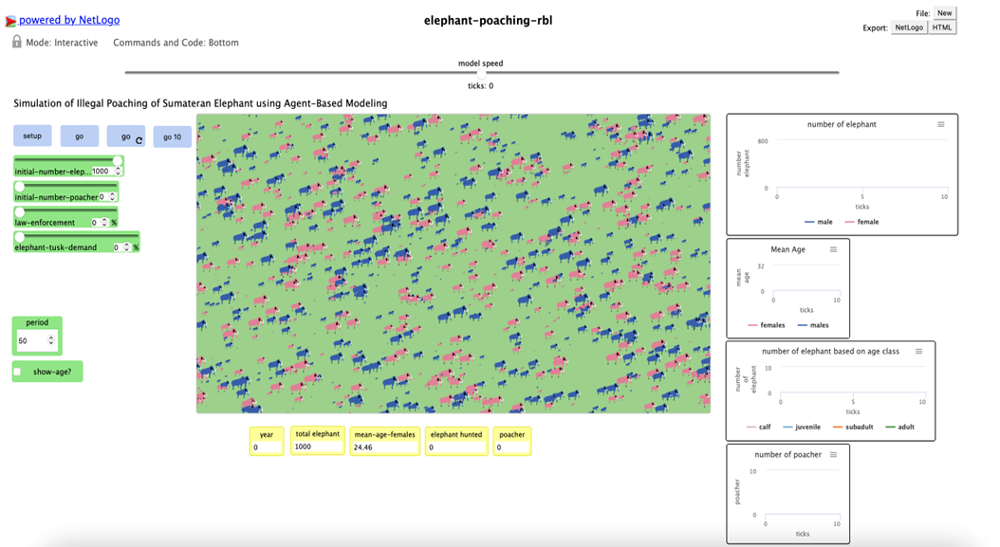 powered by NetLogo
elephant-poaching-rbl
File: New
Export: NetLogo HTML
Mode: Interactive Commands and Code: Bottom
model speed
ticks: 0
Simulation of Illegal Poaching of Sumateran Elephant using Agent-Based Modeling
setup
go
go
go 10
initial-number-elep... 1000
initial-number-poacher 0
law-enforcement 0 %
elephant-tusk-demand 0 %
period
50
show-age?
year
0
total elephant
1000
mean-age-females
24.46
elephant hunted
0
poacher
0
number of elephant
number
elephant
800
0
0 5 10
ticks
male female
Mean Age
mean
age
32
0
0 10
ticks
females males
number of elephant based on age class
number
of
elephant
10
0
0 5 10
ticks
calf juvenile subadult adult
number of poacher
poacher
10
0
0 10
ticks